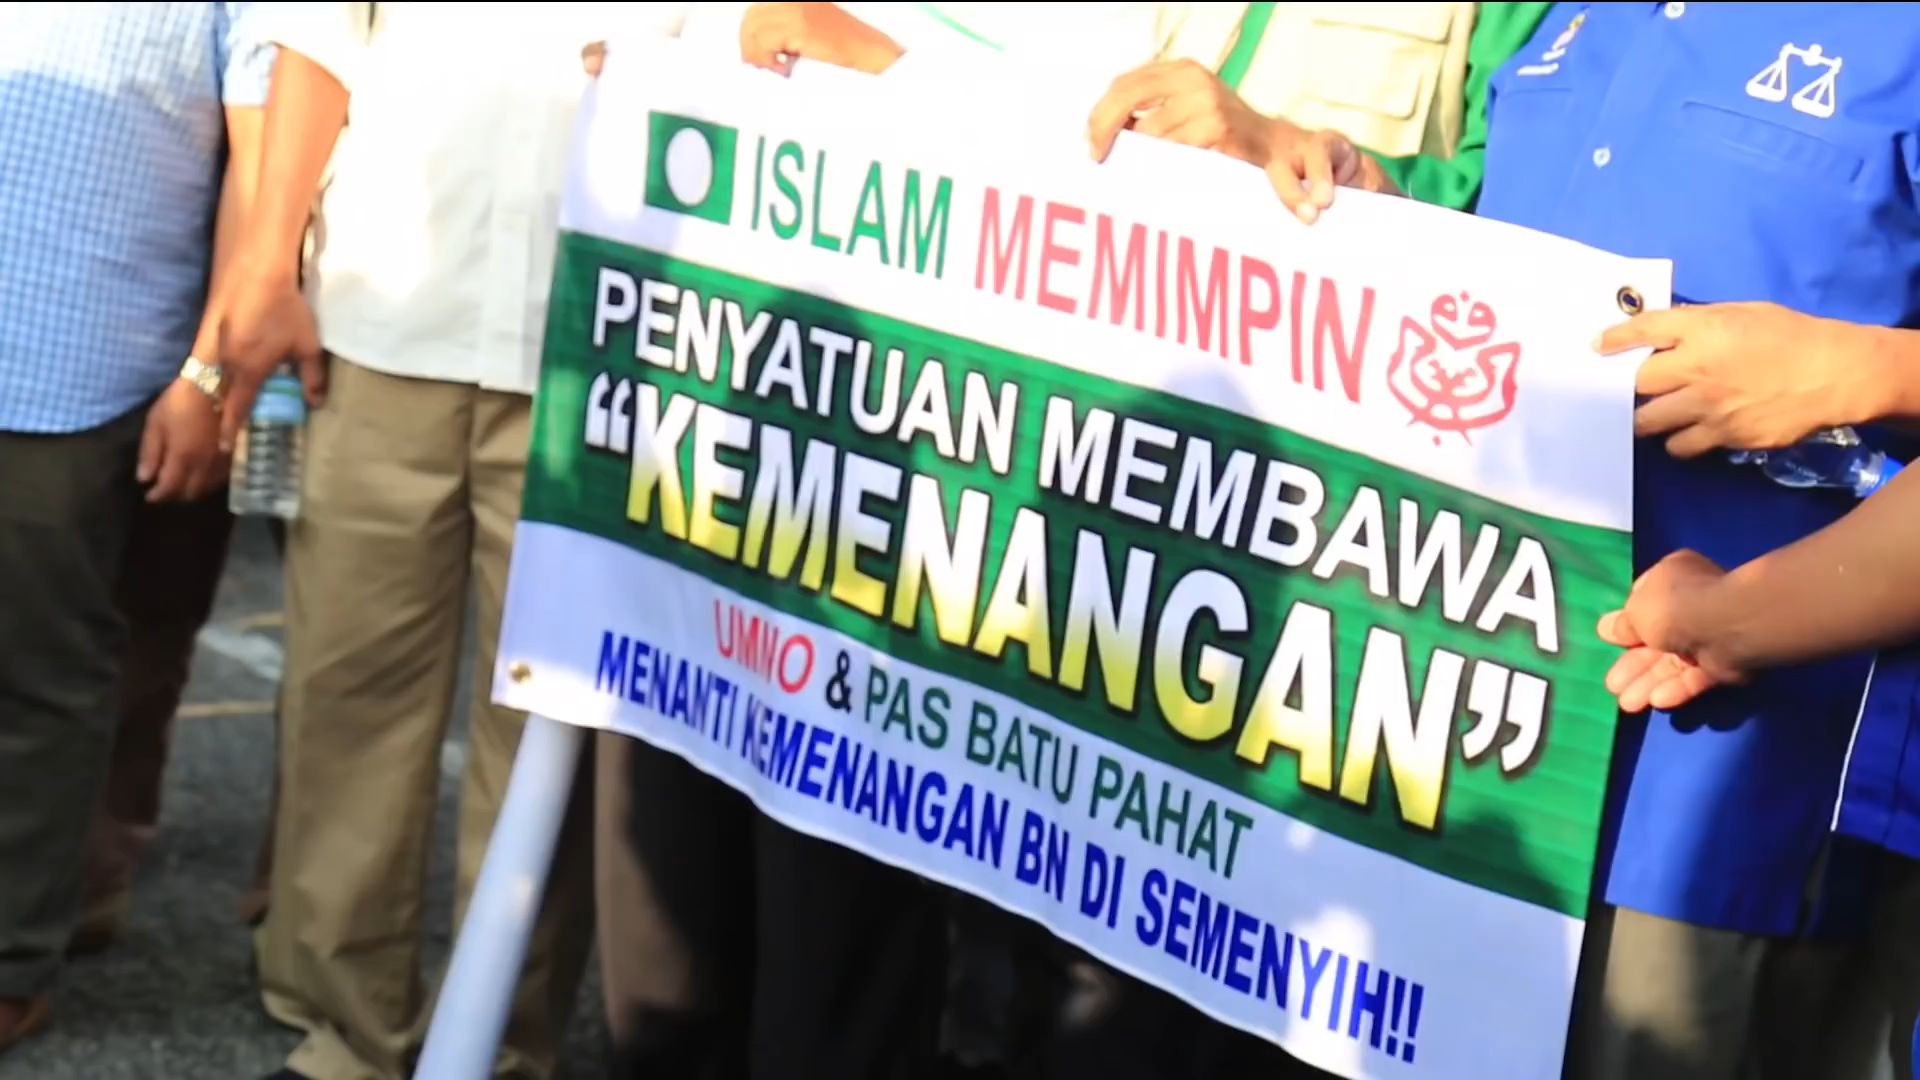 ISLAM MEMIMPIN
PENYATUAN MEMBAWA
“KEMENANGAN”
UMNO & PAS BATU PAHAT
MENANTI KEMENANGAN BN DI SEMENYIH!!